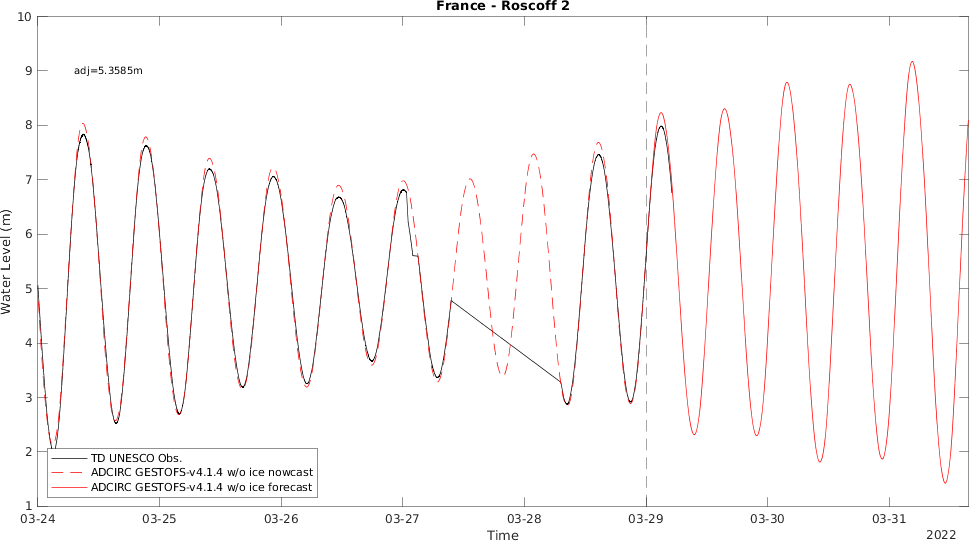 France - Roscoff 2
10
9
8
7
6
5
4
3
2
1
Water Level (m)
adj=5.3585m
TD UNESCO Obs.
ADCIRC GESTOFS-v4.1.4 w/o ice nowcast
ADCIRC GESTOFS-v4.1.4 w/o ice forecast
03-24 03-25 03-26 03-27 03-28 03-29 03-30 03-31
Time
2022